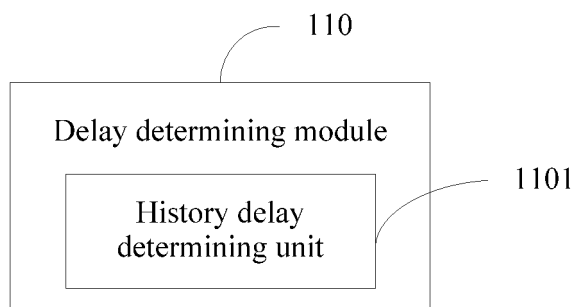 110
Delay determining module
1101
History delay
determining unit